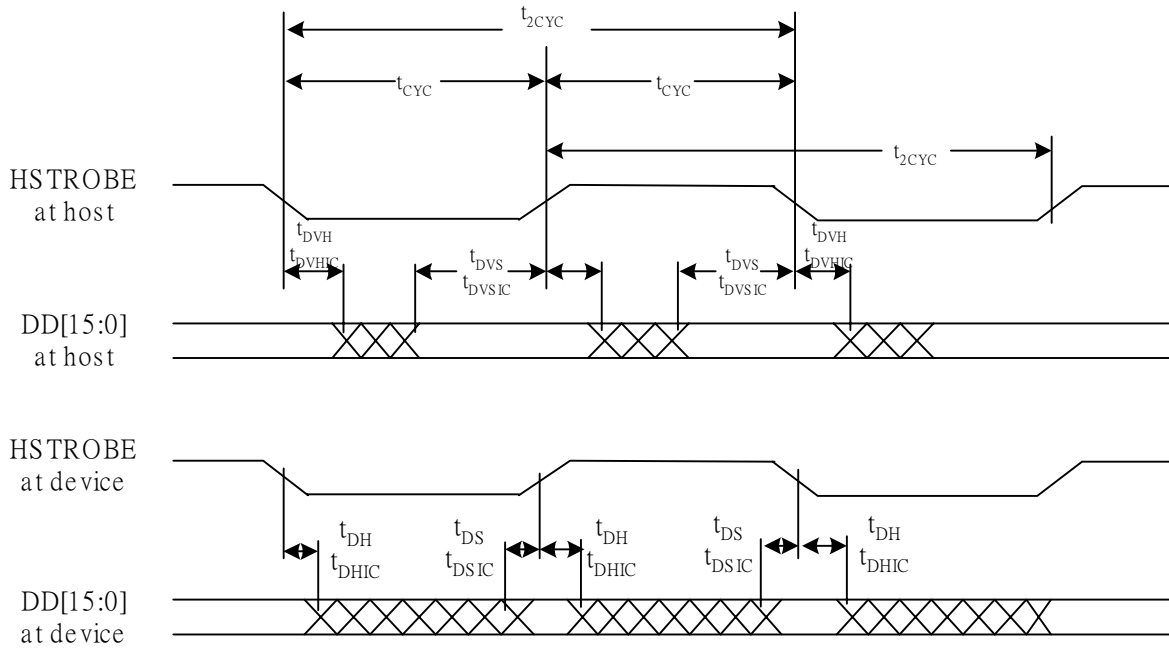 t2CYC
tCYC tCYC
t2CYC
HSTROBE
at host
tDVH
tDVHIC
tDVS
tDVSIC
tDVS
tDVSIC
tDVH
tDVHIC
DD[15:0]
at host
HSTROBE
at device
tDH
tDHIC
tDS
tDSIC
tDH
tDHIC
tDS
tDSIC
tDH
tDHIC
DD[15:0]
at device